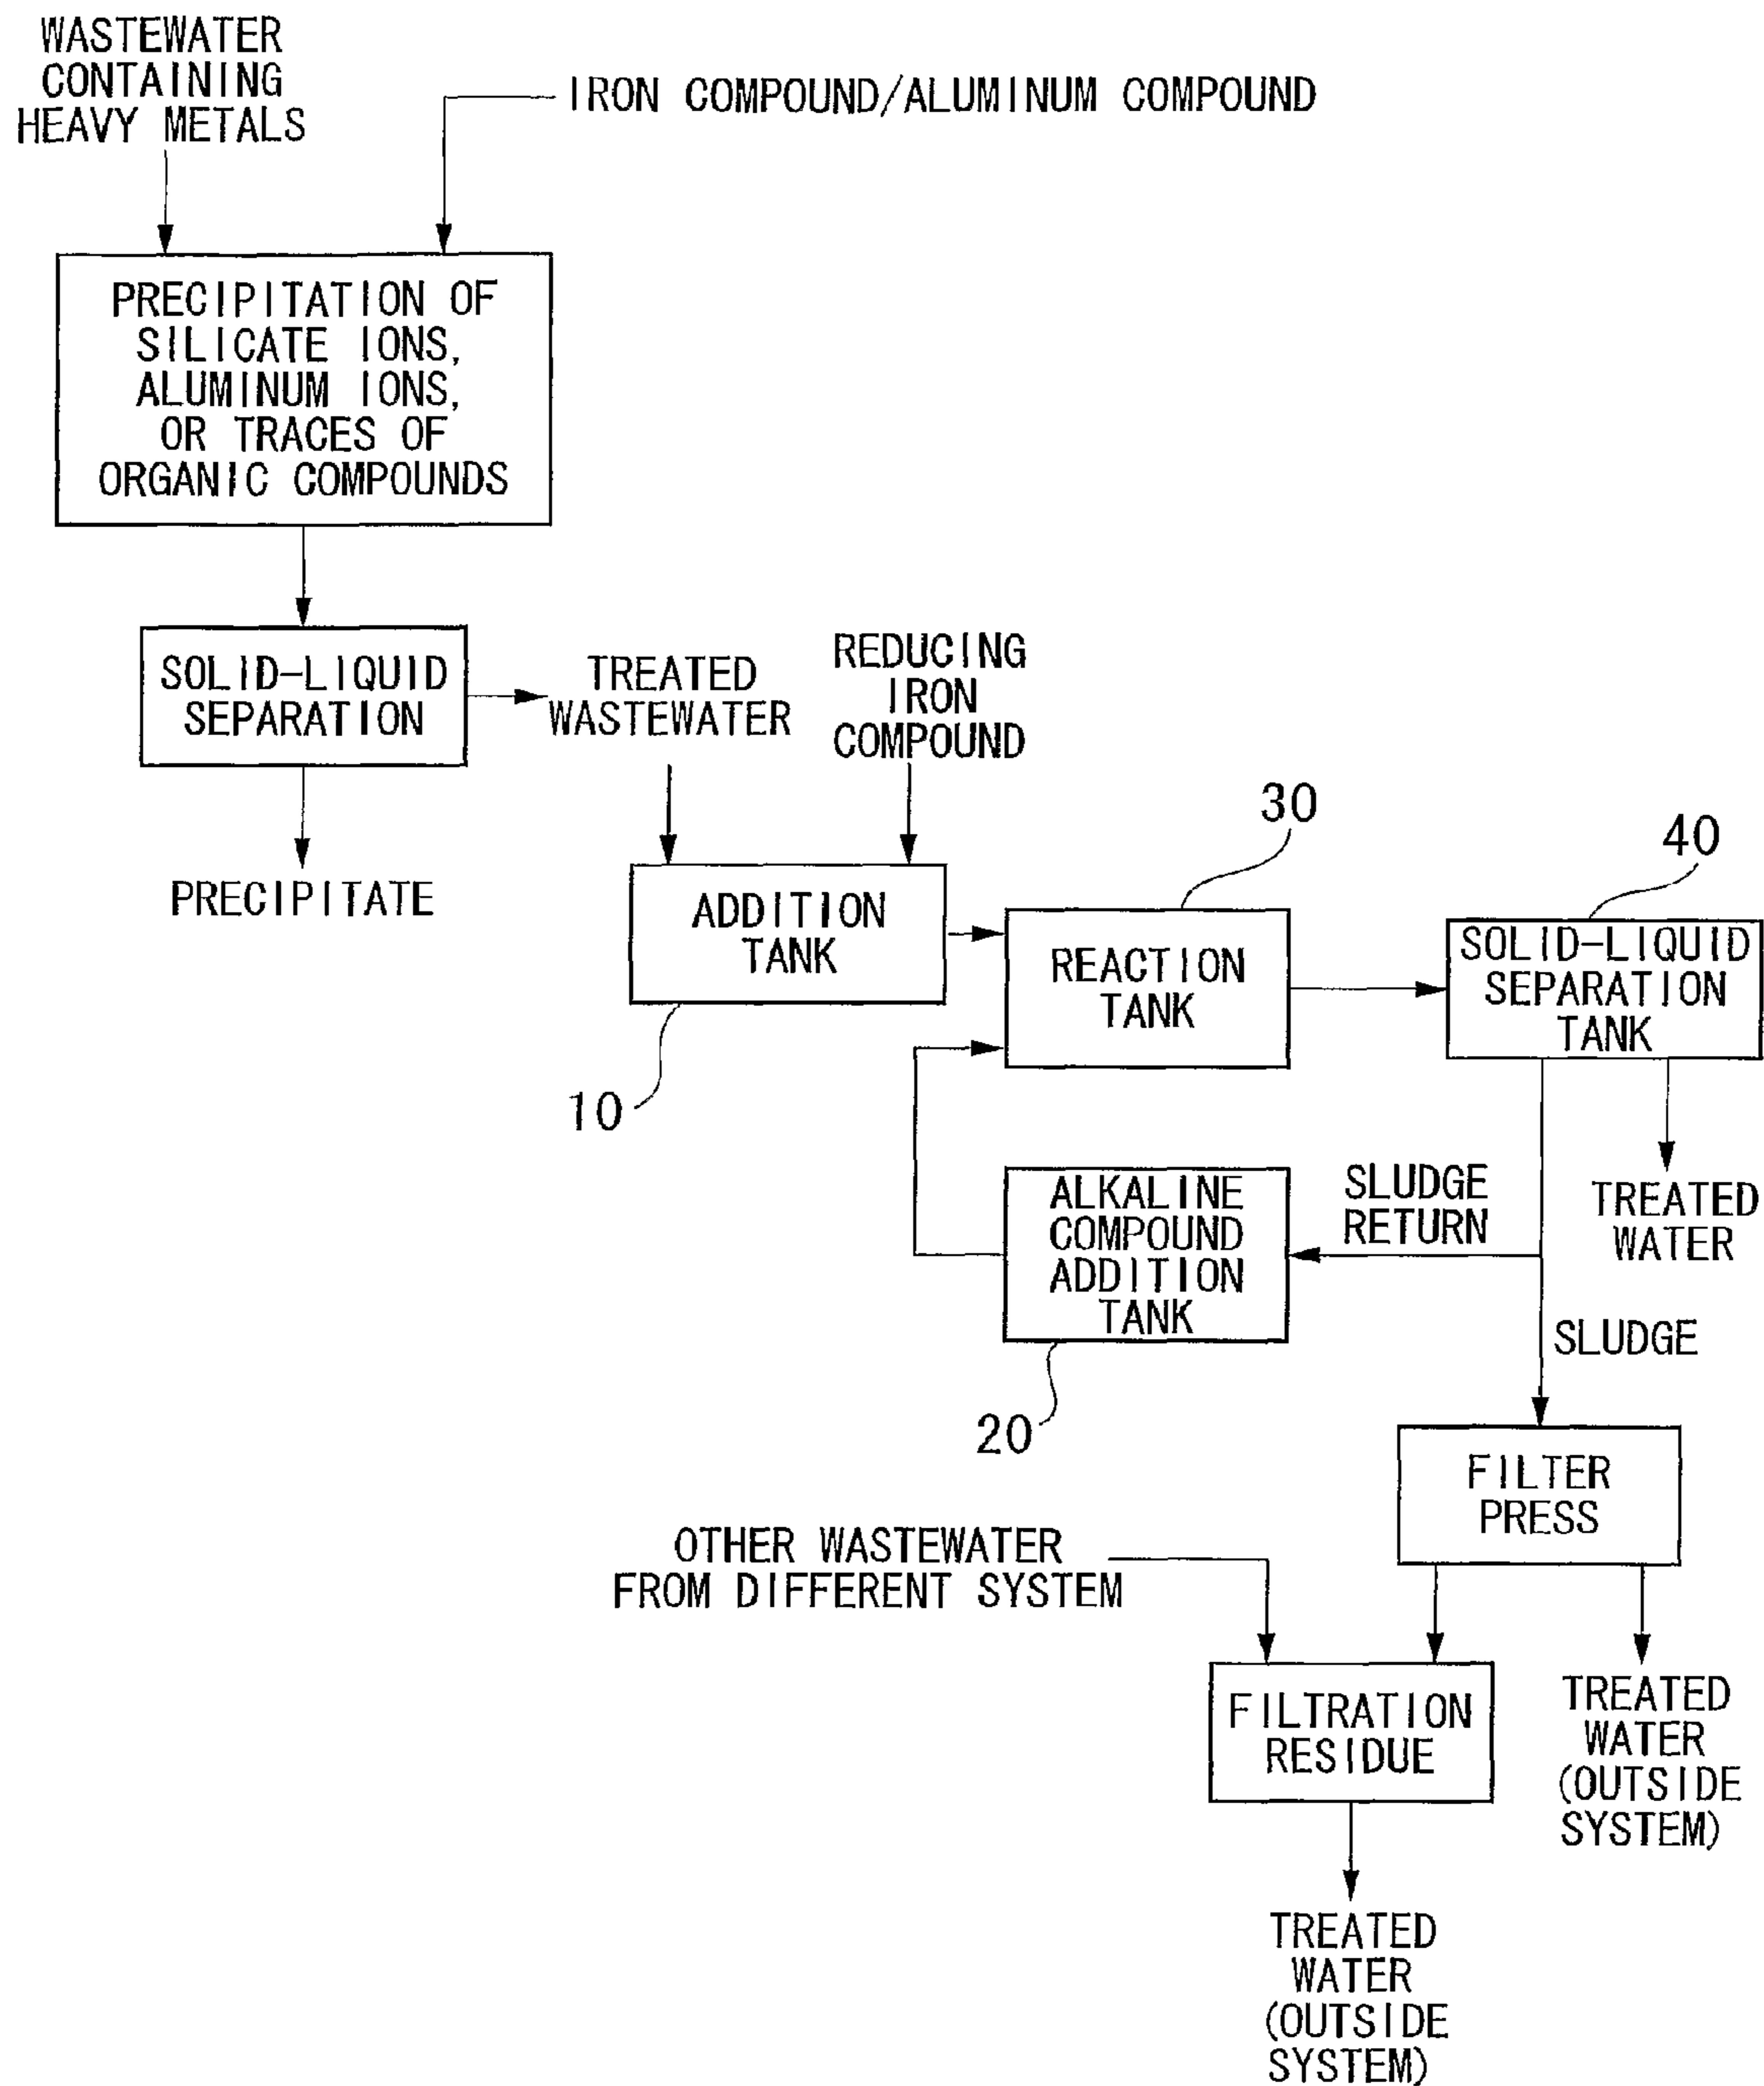 WASTEWATER
CONTAINING
HEAVY METALS
IRON COMPOUND/ALUMINUM COMPOUND
PRECIPITATION OF
SILICATE IONS,
ALUMINUM IONS,
OR TRACES OF
ORGANIC COMPOUNDS
SOLID-LIQUID
SEPARATION
TREATED
WASTEWATER
REDUCING
IRON
COMPOUND
PRECIPITATE
ADDITION
TANK
10
30
REACTION
TANK
40
SOLID-LIQUID
SEPARATION
TANK
ALKALINE
COMPOUND
ADDITION
TANK
20
SLUDGE
RETURN
TREATED
WATER
SLUDGE
FILTER
PRESS
OTHER WASTEWATER
FROM DIFFERENT SYSTEM
FILTRATION
RESIDUE
TREATED
WATER
(OUTSIDE
SYSTEM)
TREATED
WATER
(OUTSIDE
SYSTEM)